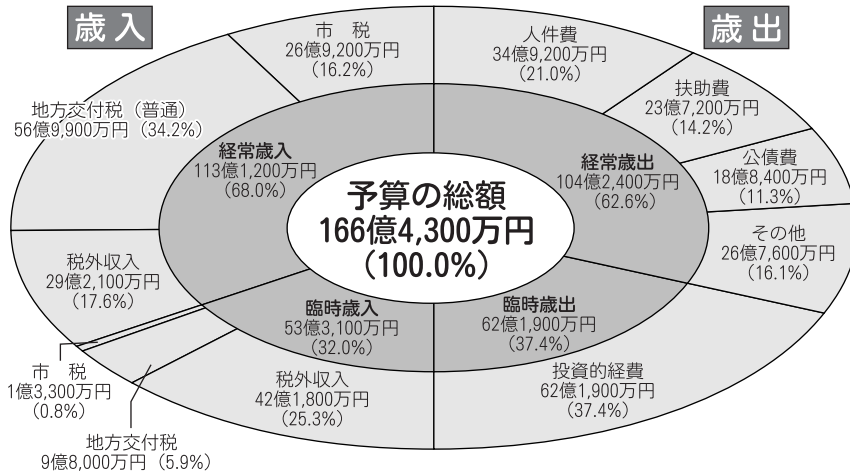 歳入
歳出
市　税
26億9,200万円
(16.2%)
人件費
34億9,200万円
(21.0%)
扶助費
23億7,200万円
(14.2%)
地方交付税（普通）
56億9,900万円（34.2%）
経常歳入
113億1,200万円
(68.0%)
経常歳出
104億2,400万円
(62.6%)
公債費
18億8,400万円
(11.3%)
予算の総額
166億4,300万円
(100.0%)
その他
26億7,600万円
(16.1%)
税外収入
29億2,100万円
(17.6%)
臨時歳入
53億3,100万円
(32.0%)
臨時歳出
62億1,900万円
(37.4%)
市　税
1億3,300万円
(0.8%)
税外収入
42億1,800万円
(25.3%)
投資的経費
62億1,900万円
(37.4%)
地方交付税
9億8,000万円（5.9%）